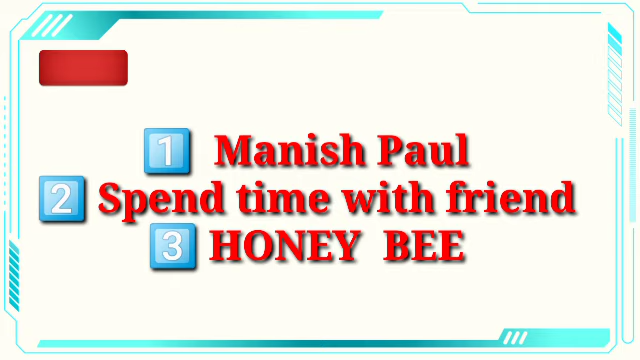 1️⃣ Manish Paul
2️⃣ Spend time with friend
3️⃣ HONEY BEE